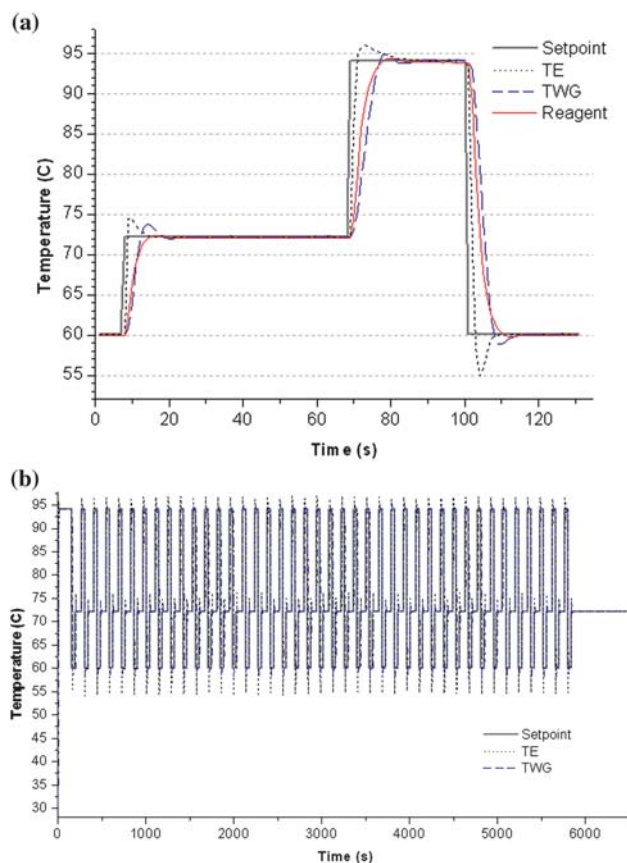 (a)
95
90
85
80
75
70
65
60
55
Temperature (C)
Setpoint
TE
TWG
Reagent
0 20 40 60 80 100 120
Time (s)
(b)
95
90
85
80
75
70
65
60
55
50
45
40
35
30
Temperature (C)
Setpoint
TE
TWG
0 1000 2000 3000 4000 5000 6000
Time (s)